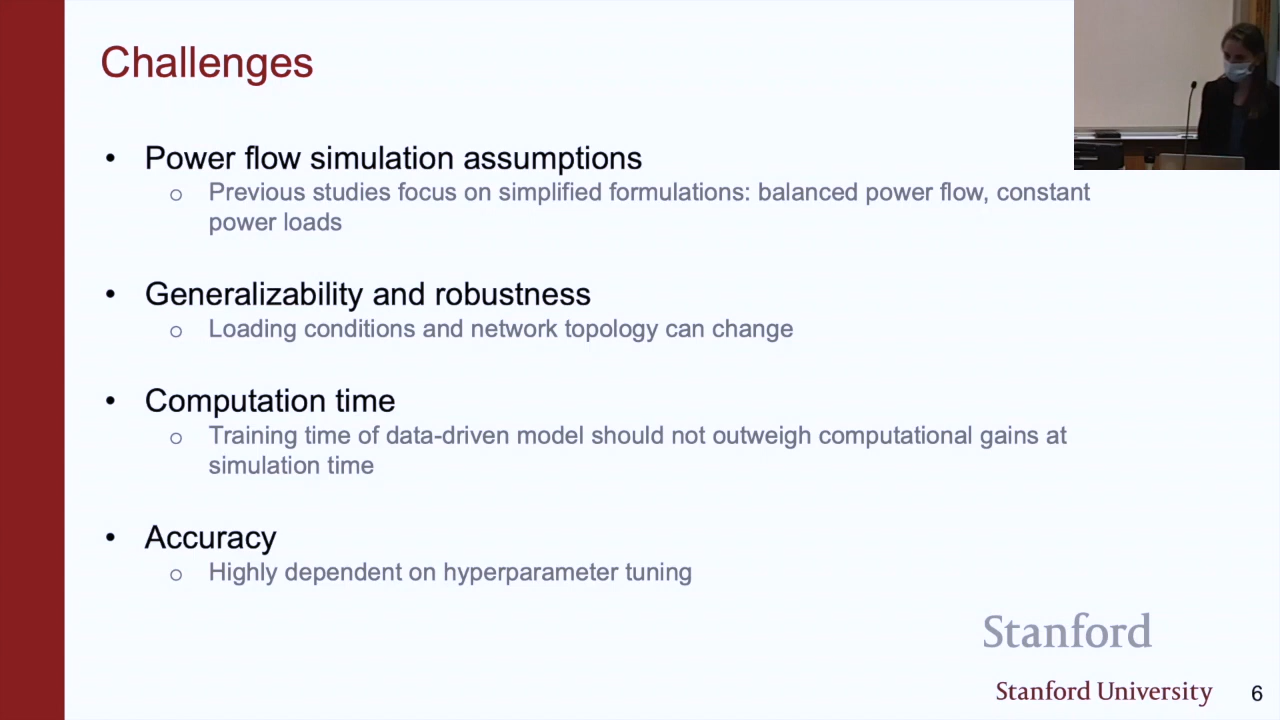 Challenges
• Power flow simulation assumptions
o Previous studies focus on simplified formulations: balanced power flow, constant
power loads
• Generalizability and robustness
o Loading conditions and network topology can change
• Computation time
o Training time of data-driven model should not outweigh computational gains at
simulation time
• Accuracy
o Highly dependent on hyperparameter tuning
Stanford
Stanford University 6